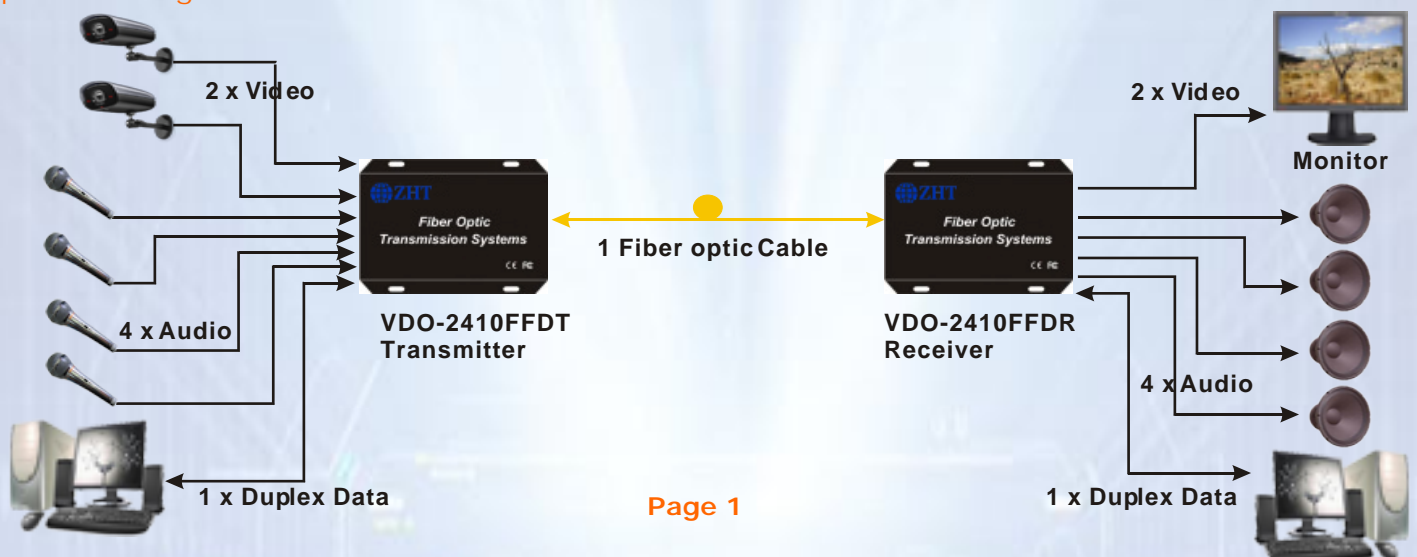 2 x Video
2 x Video
Monitor
ZHT
Fiber Optic
Transmission Systems
CE FC
ZHT
Fiber Optic
Transmission Systems
CE FC
1 Fiber optic Cable
VDO-2410FFDT
Transmitter
VDO-2410FFDR
Receiver
4 x Audio
4 x Audio
1 x Duplex Data
Page 1
1 x Duplex Data